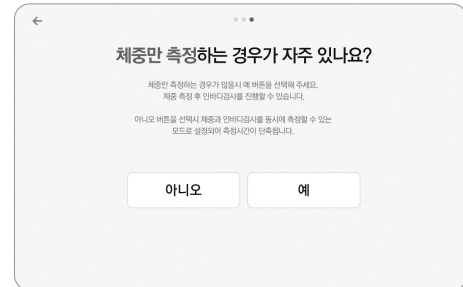 체중만 측정하는 경우가 자주 있나요?
체중만 측정하는 경우가 많을시 예 버튼을 선택해 주세요.
체중 측정 후 인바디검사를 진행할 수 있습니다.
아니오 버튼을 선택시 체중과 인바디검사를 동시에 측정할 수 있는
모드로 설정되어 측정시간이 단축됩니다.
아니오
예